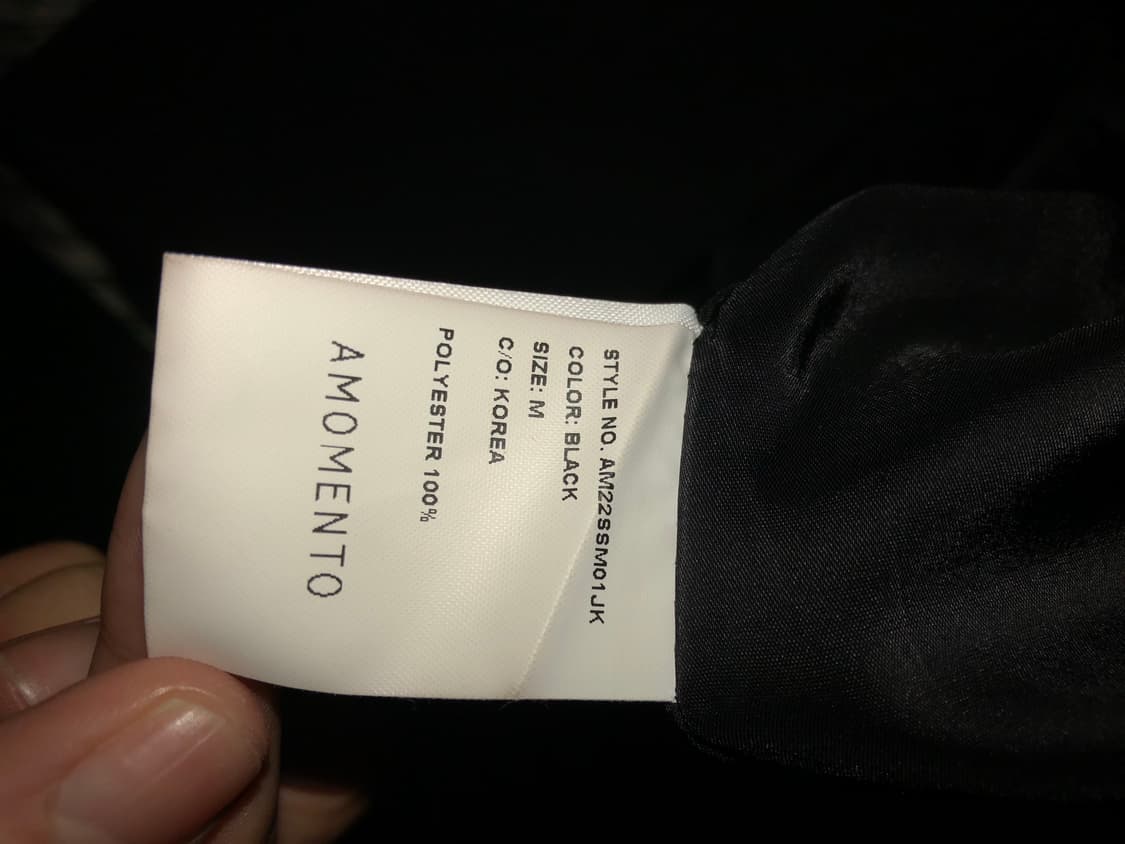 STYLE NO. AM22SSM01JK
COLOR: BLACK
SIZE: M
C/O: KOREA
POLYESTER 100%
AMOMENTO